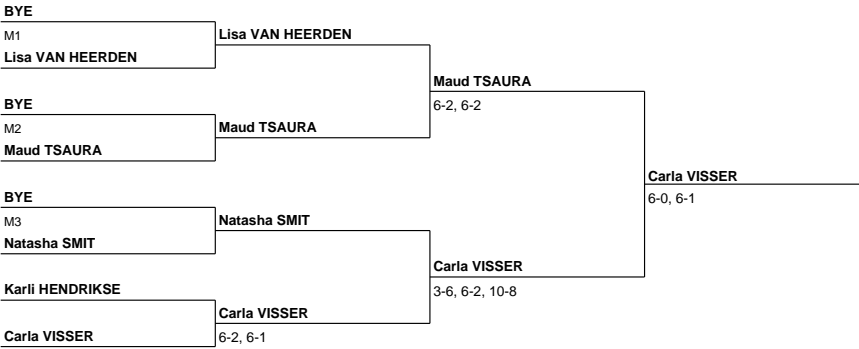 BYE
M1
Lisa VAN HEERDEN
Lisa VAN HEERDEN
BYE
M2
Maud TSAURA
Maud TSAURA
Maud TSAURA
6-2, 6-2
BYE
M3
Natasha SMIT
Natasha SMIT
Karli HENDRIKSE
Carla VISSER
Carla VISSER
6-2, 6-1
Carla VISSER
3-6, 6-2, 10-8
Carla VISSER
6-0, 6-1